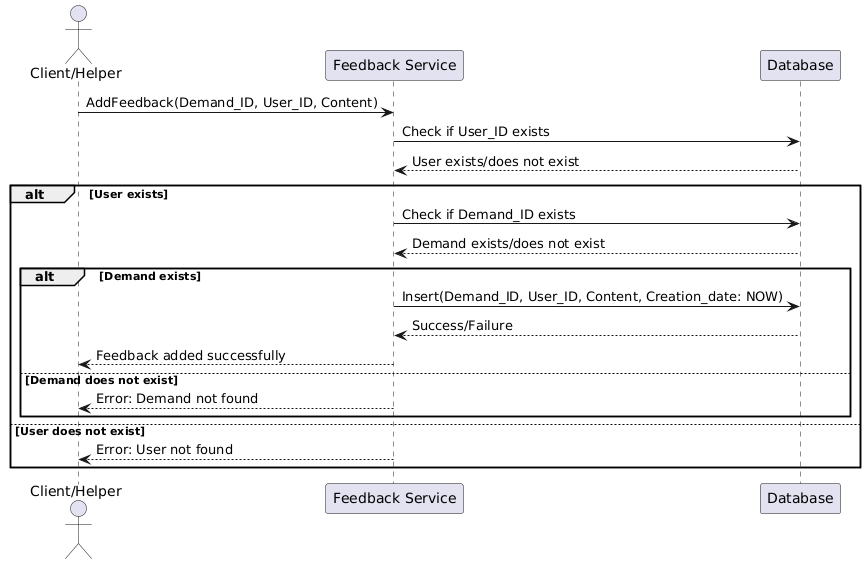 Client/Helper
Feedback Service
Database
AddFeedback(Demand_ID, User_ID, Content)
Check if User_ID exists
User exists/does not exist
alt [User exists]
Check if Demand_ID exists
Demand exists/does not exist
alt [Demand exists]
Insert(Demand_ID, User_ID, Content, Creation_date: NOW)
Success/Failure
Feedback added successfully
[Demand does not exist]
Error: Demand not found
[User does not exist]
Error: User not found
Client/Helper
Feedback Service
Database